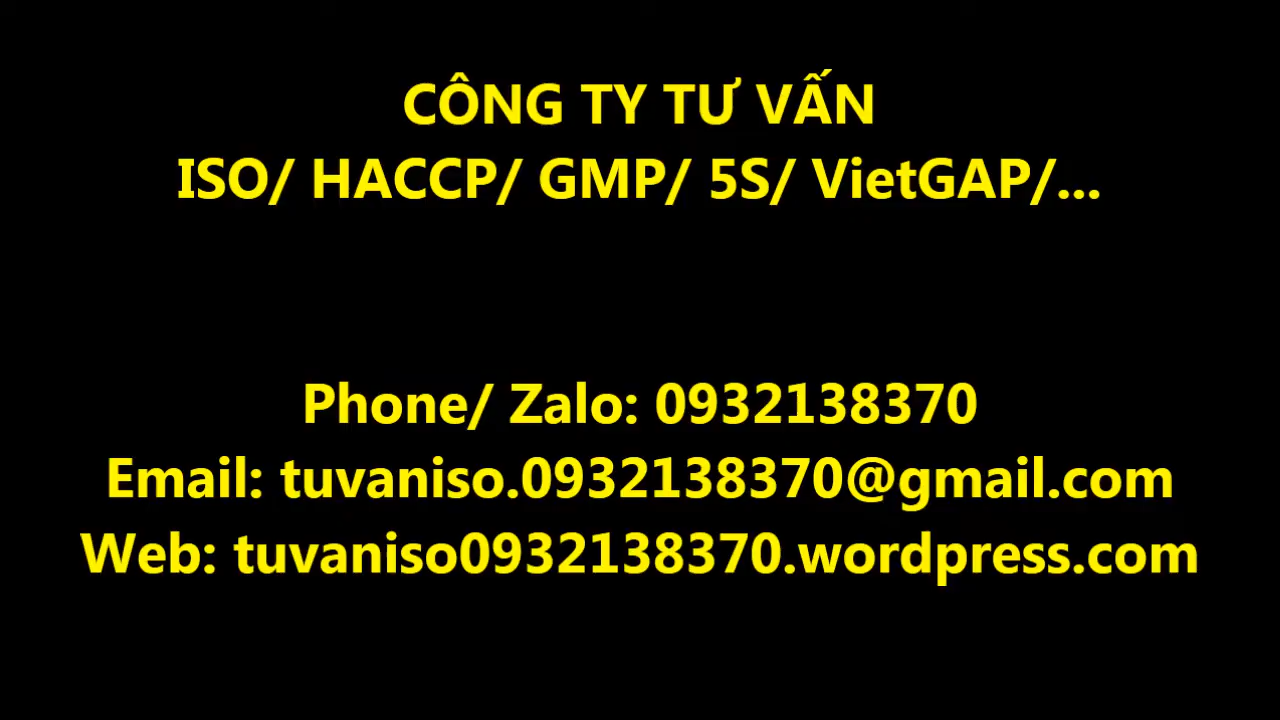 CÔNG TY TƯ VẤN
ISO/ HACCP/ GMP/ 5S/ VietGAP/...
Phone/ Zalo: 0932138370
Email: tuvaniso.0932138370@gmail.com
Web: tuvaniso0932138370.wordpress.com